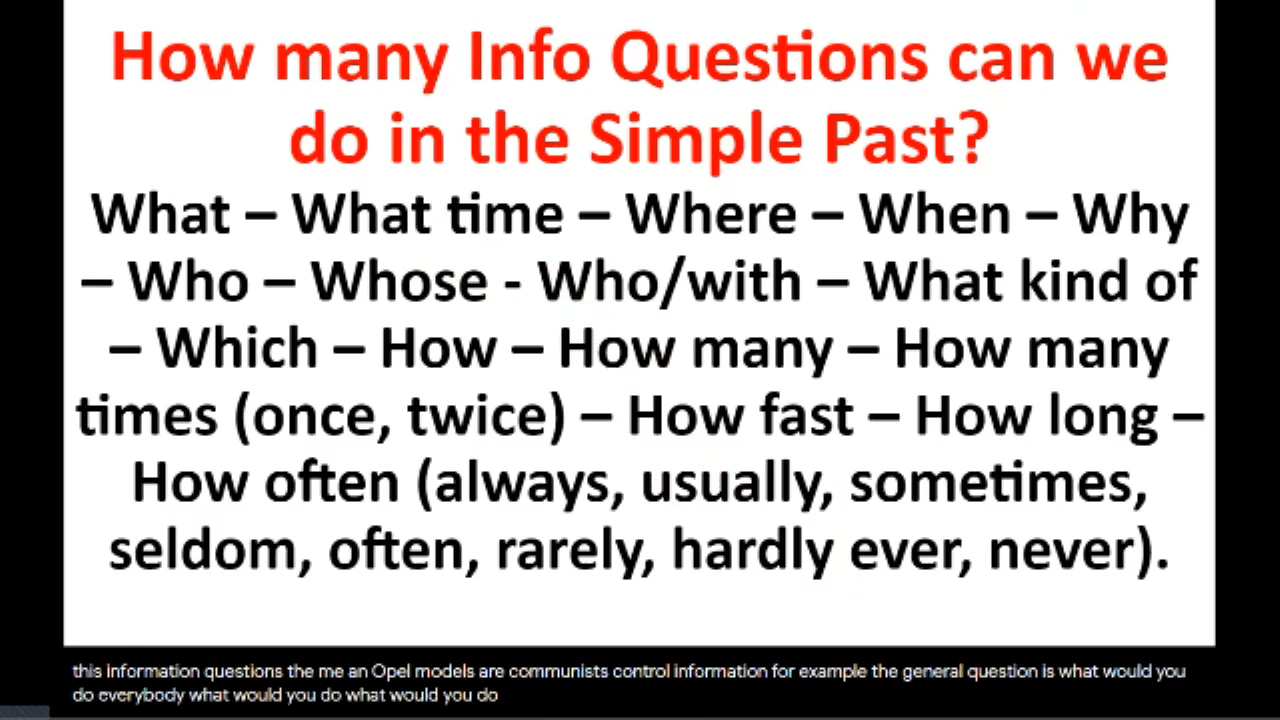 How many Info Questions can we
do in the Simple Past?
What – What time – Where – When – Why
– Who – Whose - Who/with – What kind of
– Which – How – How many – How many
times (once, twice) – How fast – How long –
How often (always, usually, sometimes,
seldom, often, rarely, hardly ever, never).
this information questions the me an Opel models are communists control information for example the general question is what would you
do everybody what would you do what would you do